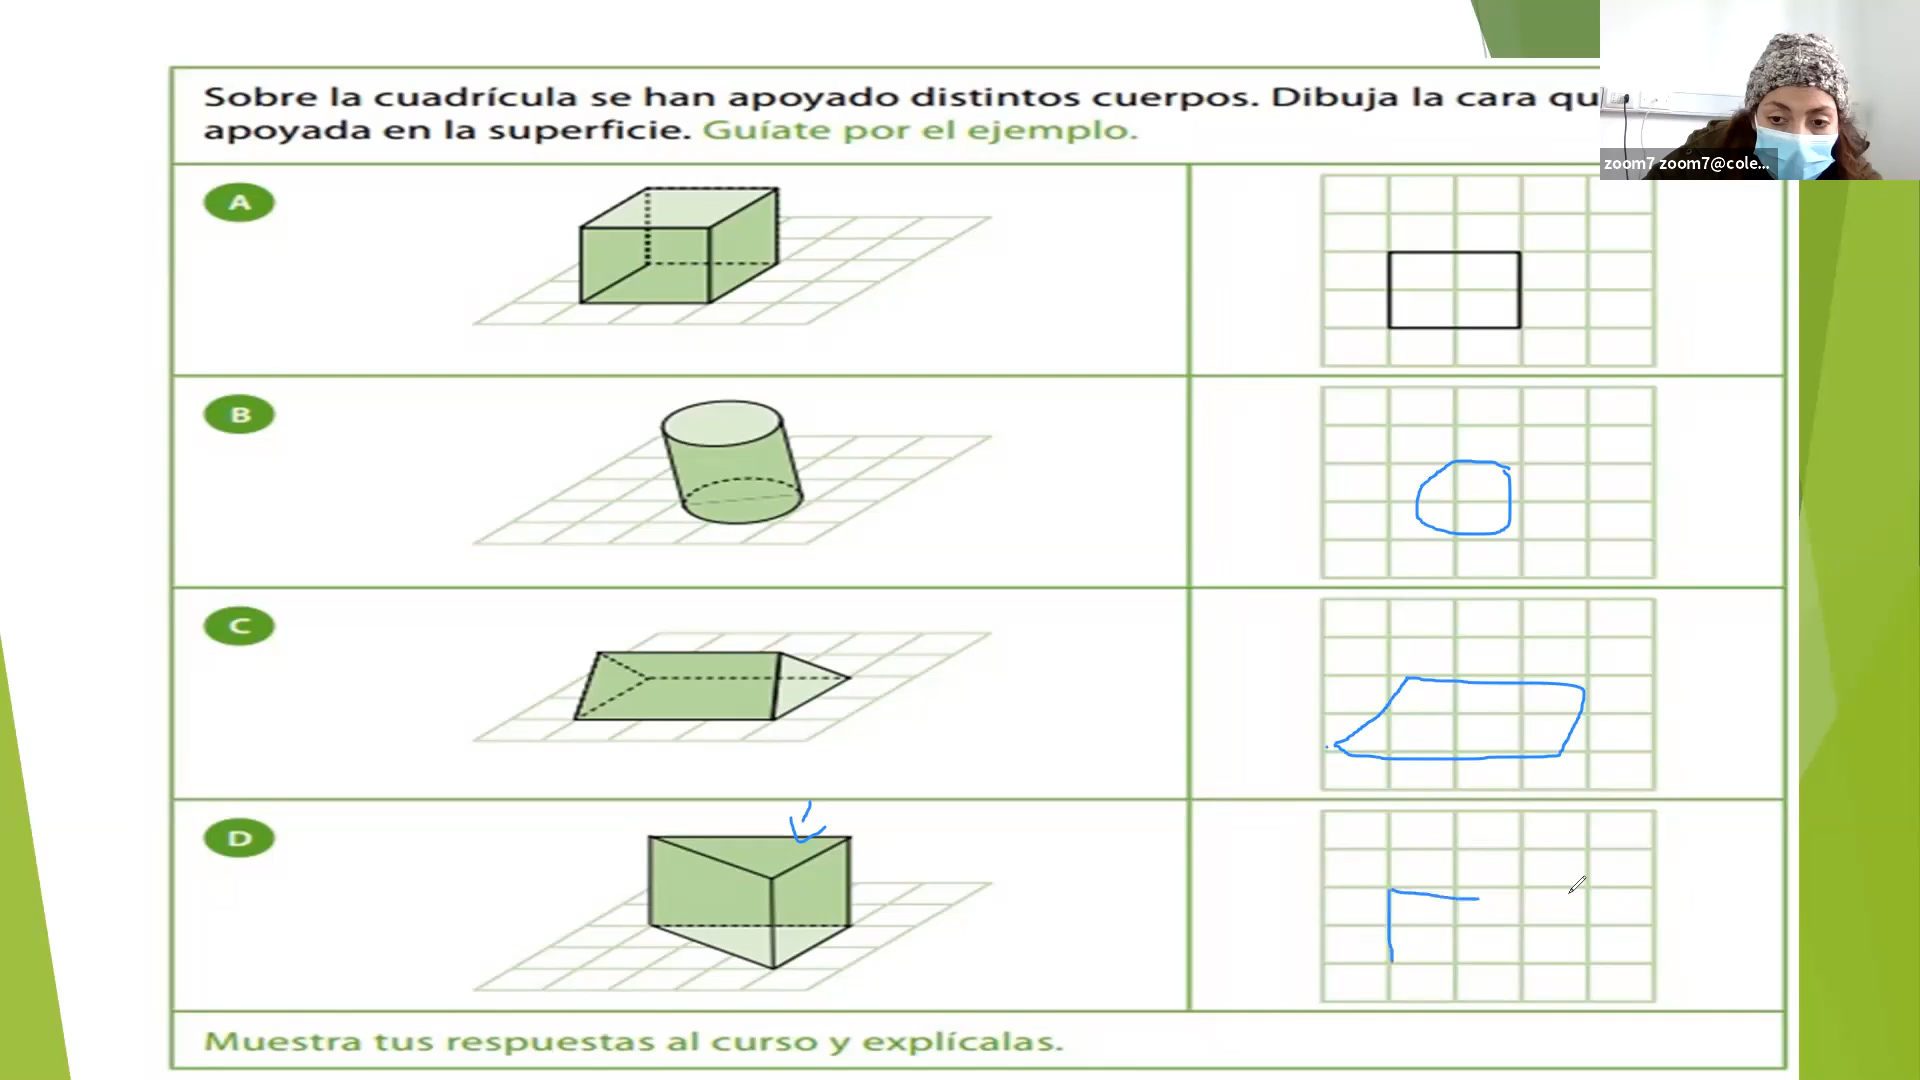 Sobre la cuadrícula se han apoyado distintos cuerpos. Dibuja la cara qu
apoyada en la superficie. Guíate por el ejemplo.
zoom7 zoom7@cole...
A
B
C
D
Muestra tus respuestas al curso y explícalas.